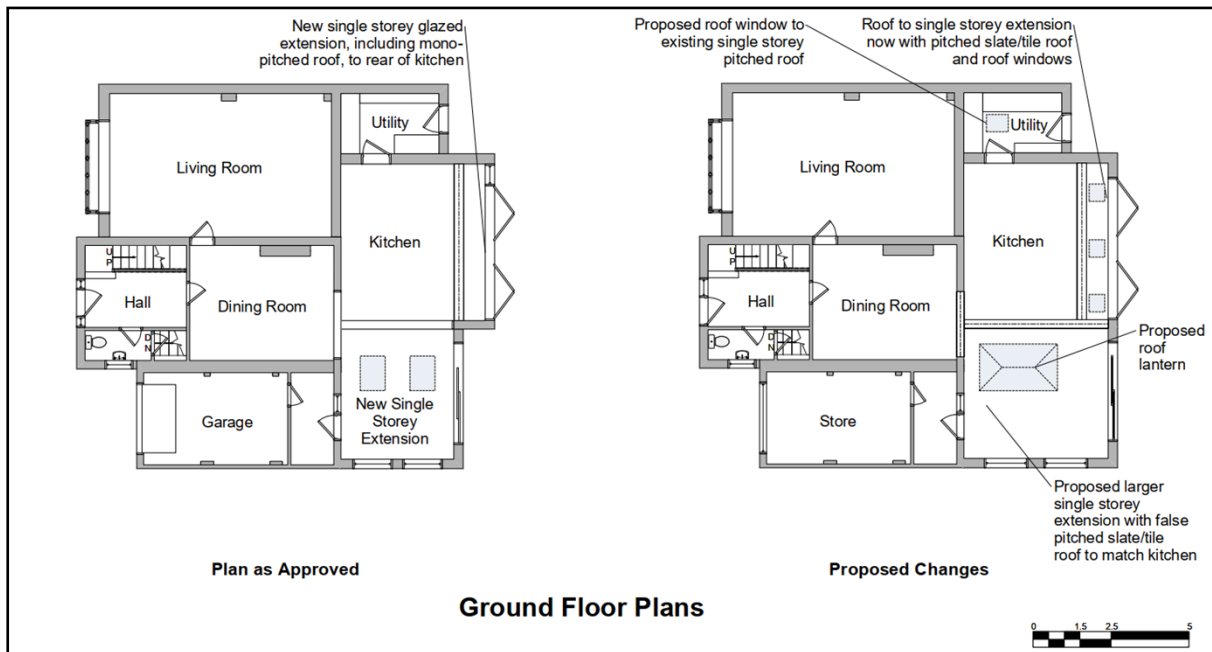 New single storey glazed
extension, including mono-
pitched roof, to rear of kitchen
Utility
Living Room
Kitchen
UP
Hall
Dining Room
DN
Garage
New Single
Storey
Extension
Plan as Approved
Proposed roof window to
existing single storey
pitched roof
Roof to single storey extension
now with pitched slate/tile roof
and roof windows
Utility
Living Room
Kitchen
UP
Hall
Dining Room
DN
Proposed
roof
lantern
Store
Proposed larger
single storey
extension with false
pitched slate/tile
roof to match kitchen
Proposed Changes
Ground Floor Plans
0 1.5 2.5 5